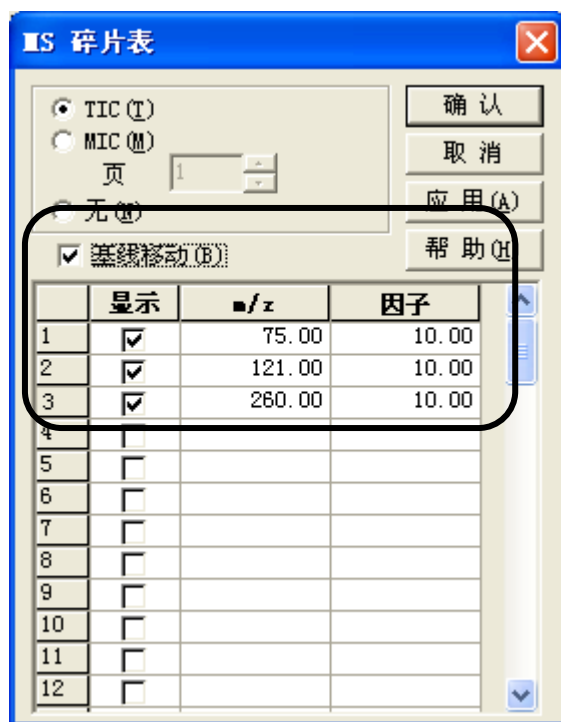 MS 碎片表
TIC(T)
确 认
MIC(M)
取 消
页 1
无(N)
应 用(A)
基线移动(B)
帮 助(H
显示 m/z 因子
1 75.00 10.00
2 121.00 10.00
3 260.00 10.00
4
5
6
7
8
9
10
11
12